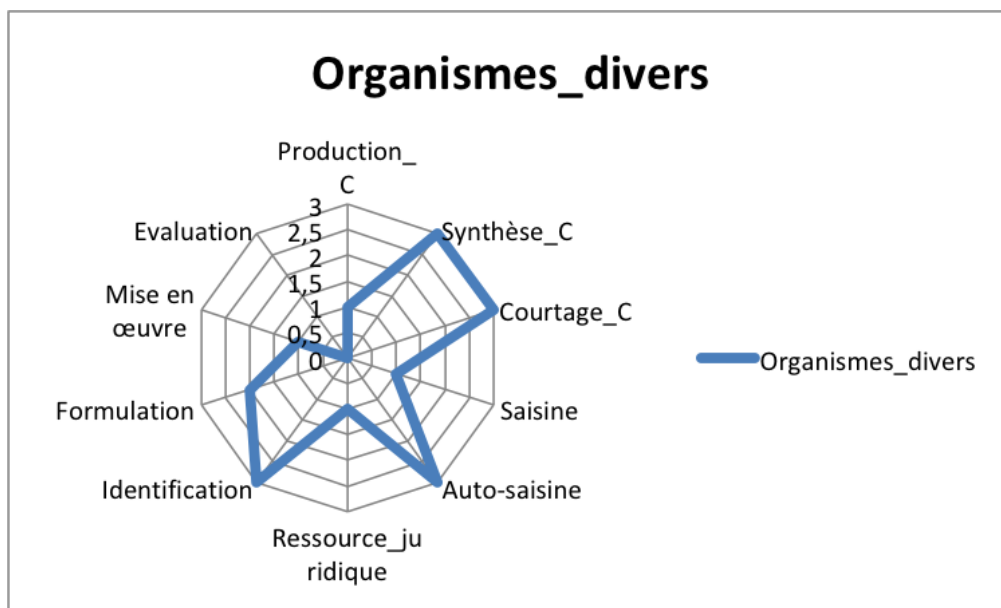 Organismes_divers
Production_
C
Synthèse_C
Courtage_C
Saisine
Auto-saisine
Ressource_ju
ridique
Identification
Formulation
Mise en
œuvre
Evaluation
3
2,5
2
1,5
1
0,5
0
Organismes_divers